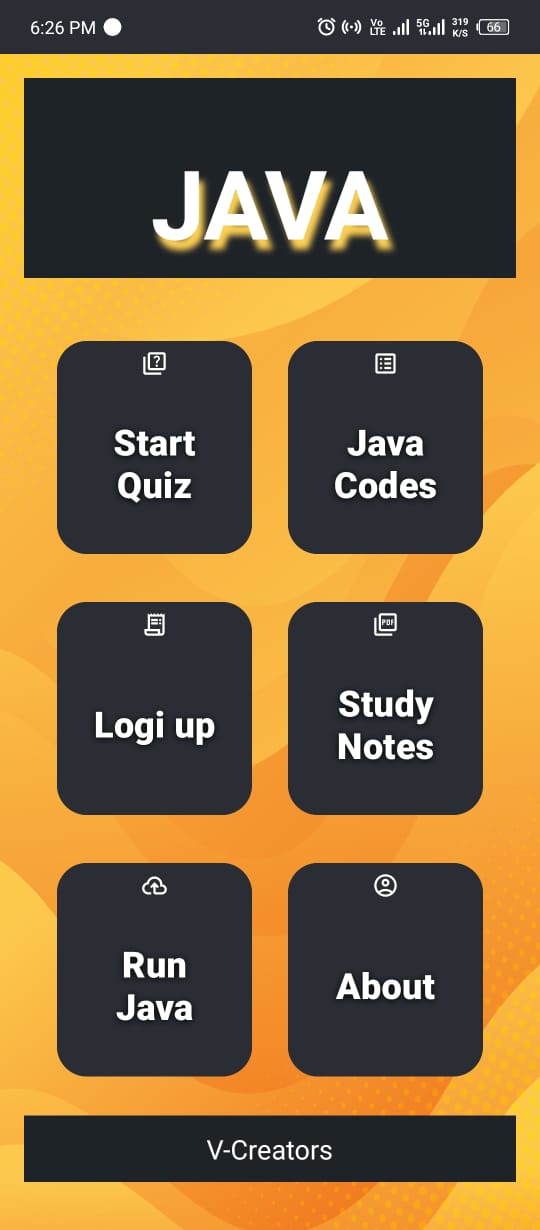 6:26 PM Vo LTE 5G 319 K/S 66
JAVA
Start
Quiz
Java
Codes
Logi up
PDF
Study
Notes
Run
Java
About
V-Creators